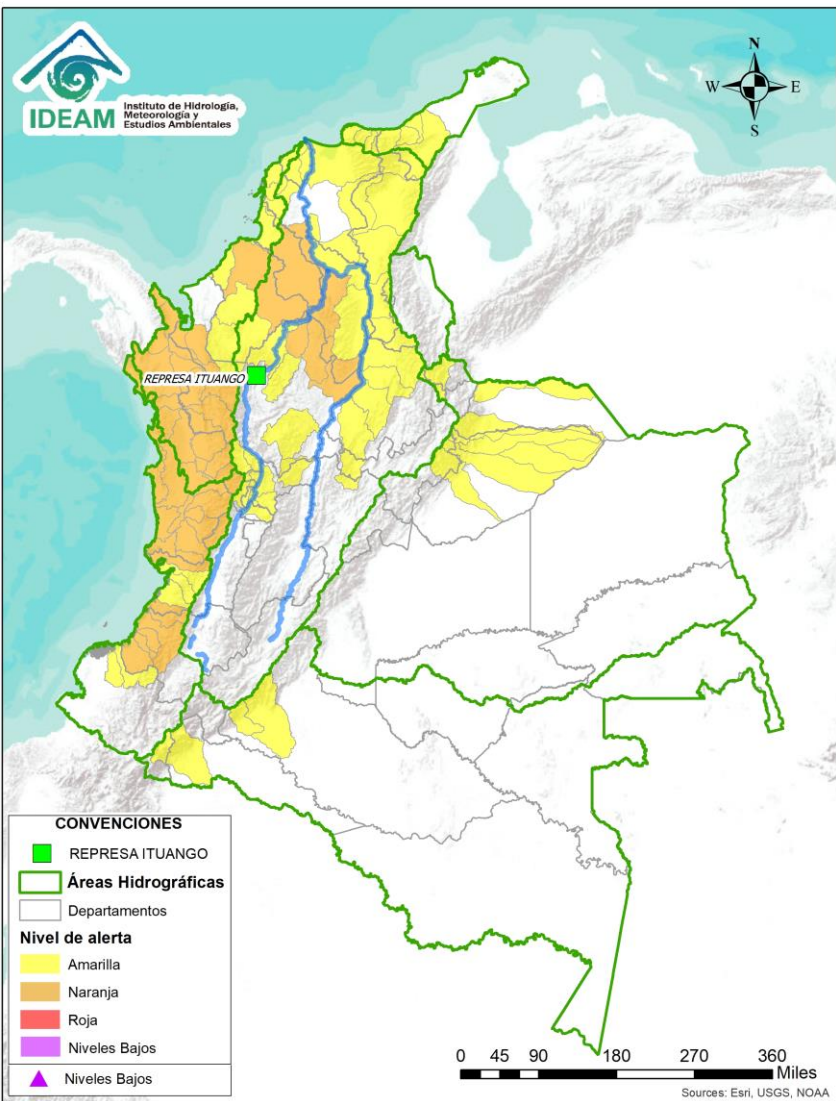 IDEAM
Instituto de Hidrología,
Meteorología y
Estudios Ambientales
N
W
E
S
REPRESA ITUANGO
CONVENCIONES
REPRESA ITUANGO
Áreas Hidrográficas
Departamentos
Nivel de alerta
Amarilla
Naranja
Roja
Niveles Bajos
Niveles Bajos
0 45 90 180 270 360
Miles
Sources: Esri, USGS, NOAA